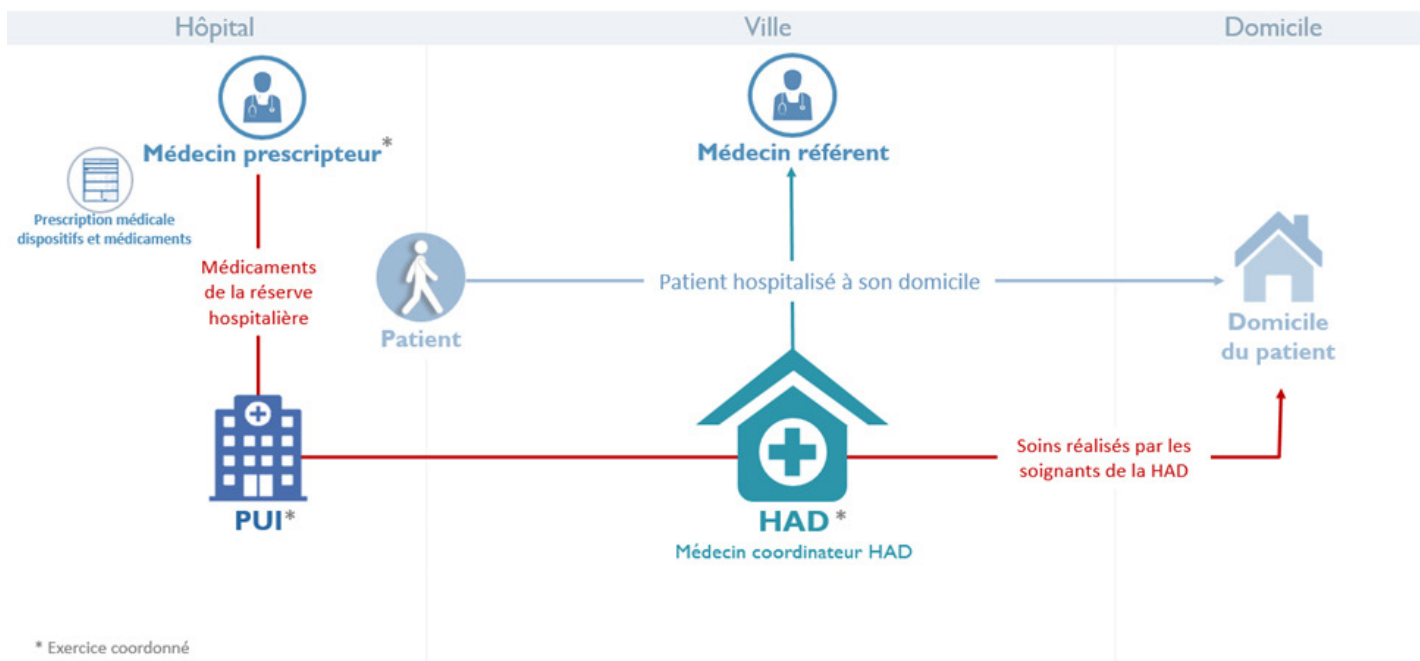 Hôpital
Ville
Domicile
Médecin prescripteur*
Médecin référent
Prescription médicale
dispositifs et médicaments
Médicaments
de la réserve
hospitalière
Patient
Patient hospitalisé à son domicile
Domicile
du patient
Soins réalisés par les
soignants de la HAD
PUI*
HAD *
Médecin coordinateur HAD
* Exercice coordonné